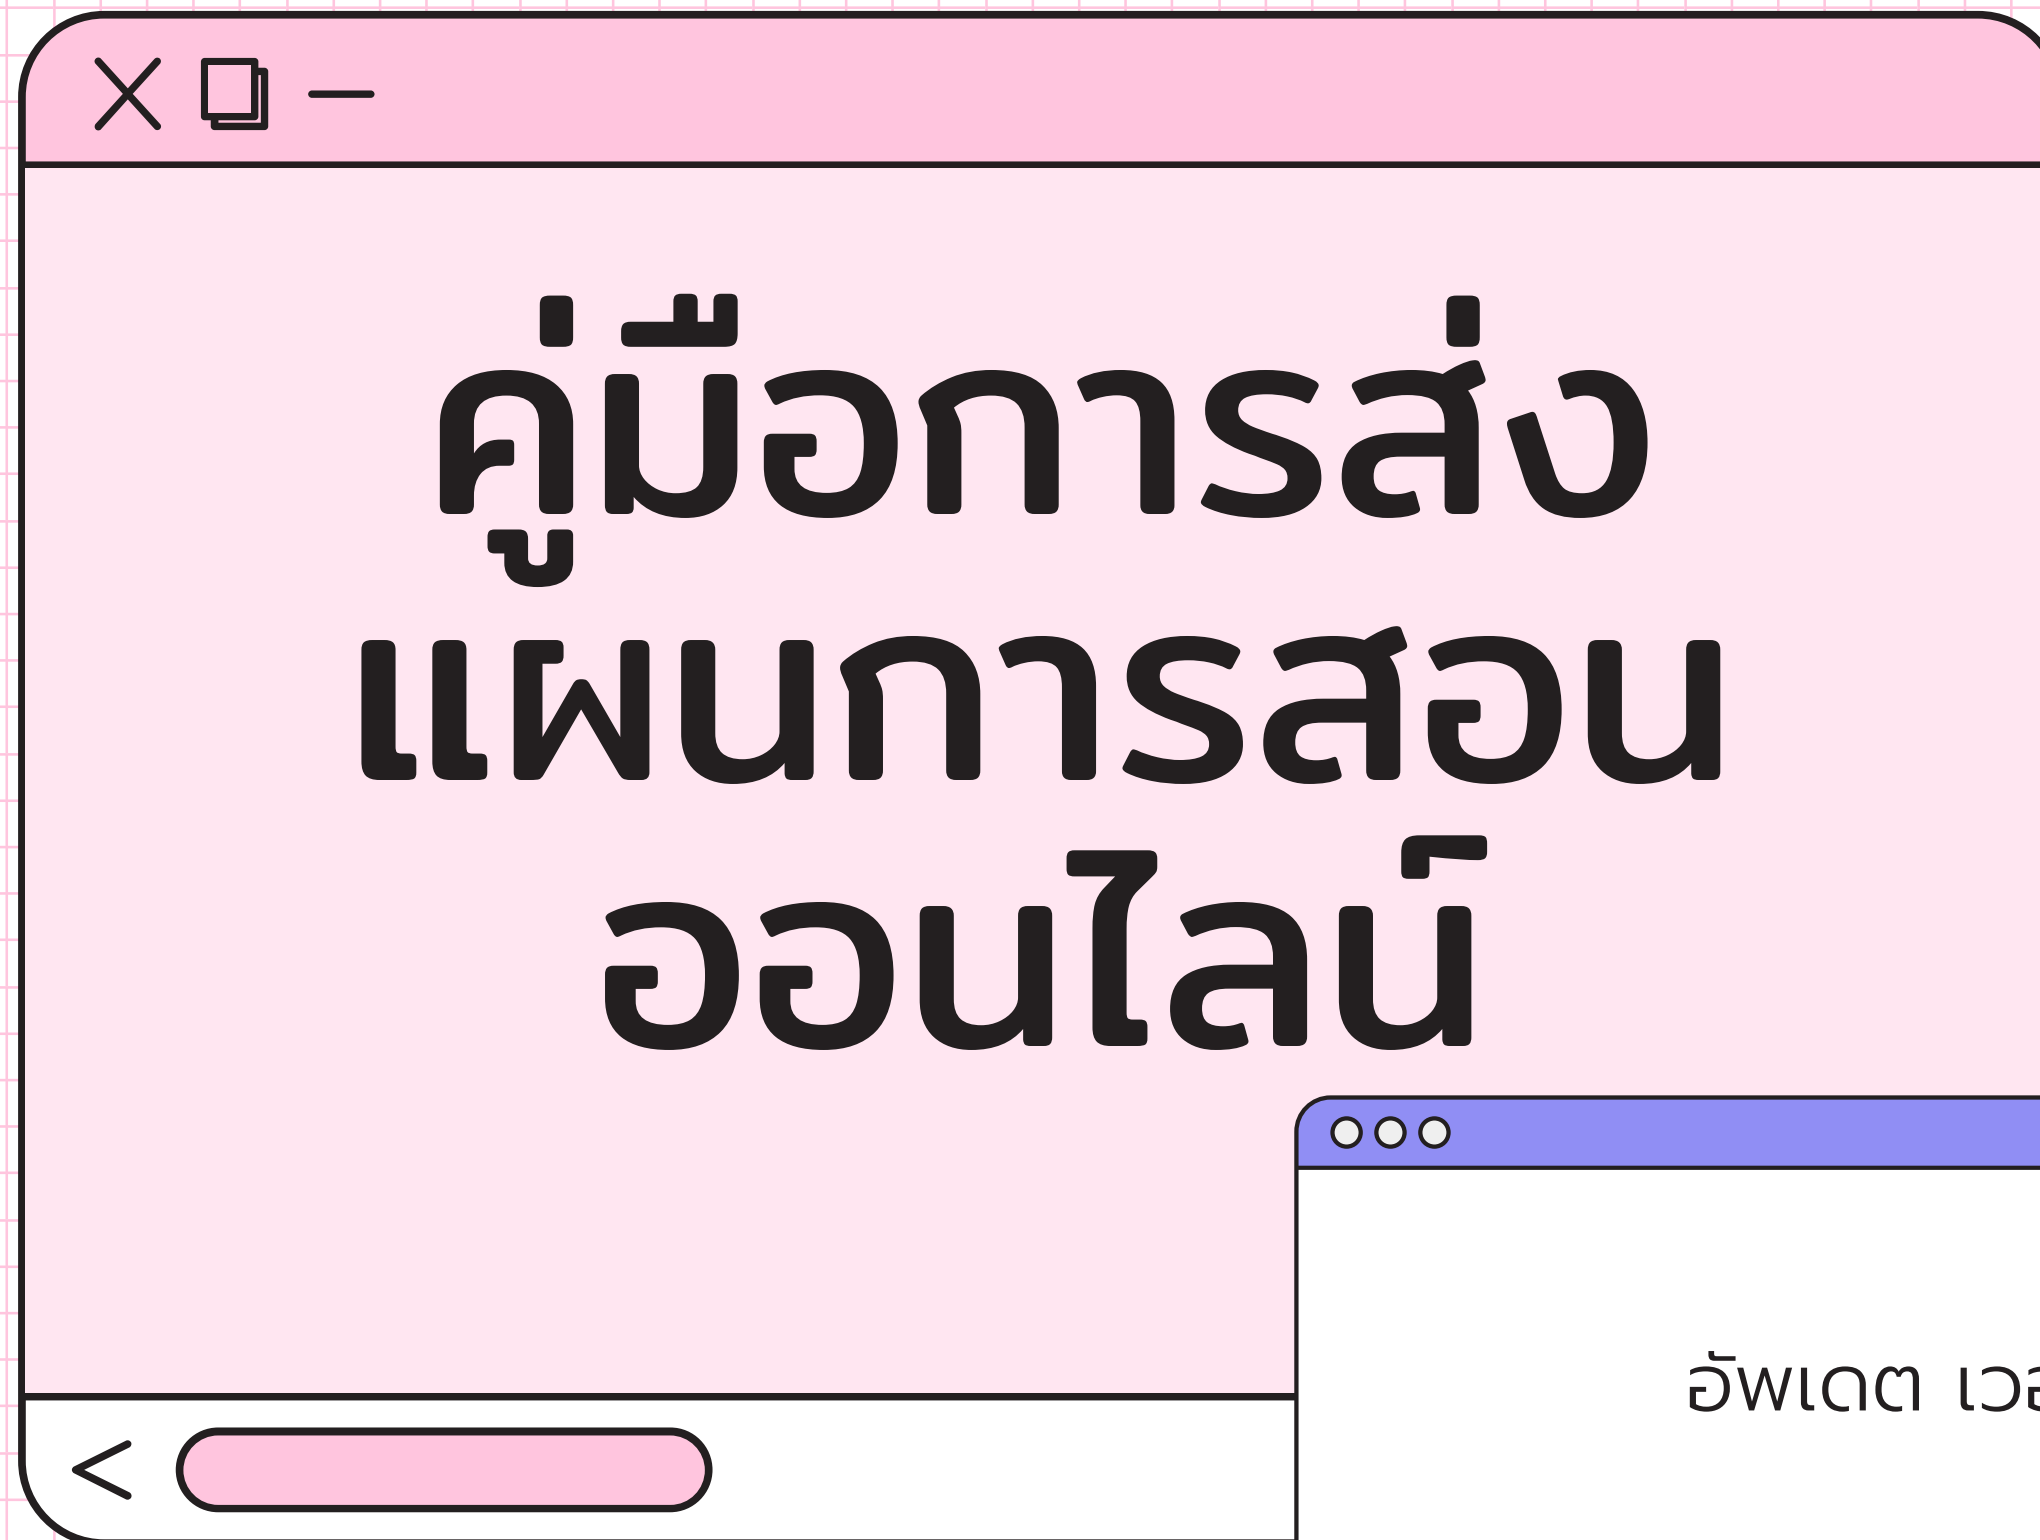 คู่มือการส่ง
แผนการสอน
ออนไลน์
อัพเดต